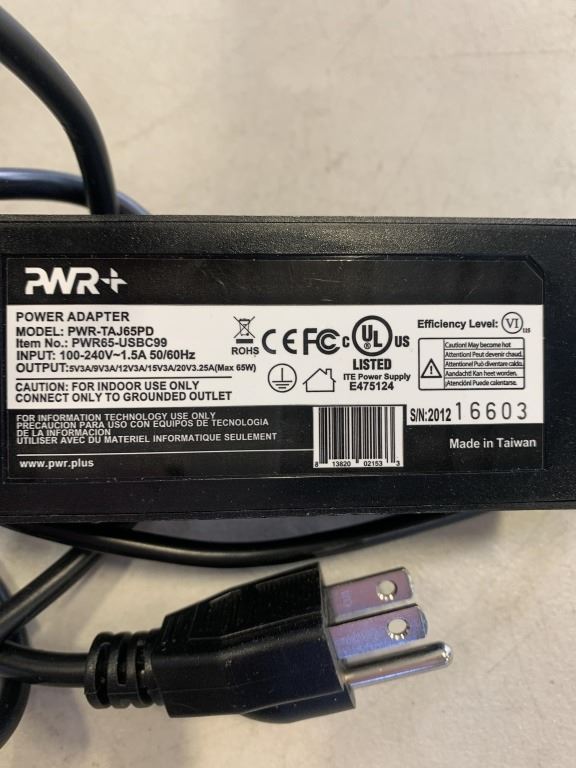 PWR+
POWER ADAPTER
MODEL: PWR-TAJ65PD
Item No.: PWR65-USBC99
INPUT: 100-240V~1.5A 50/60Hz
OUTPUT:5V3A/9V3A/12V3A/15V3A/20V3.25A(Max 65W)
CAUTION: FOR INDOOR USE ONLY
CONNECT ONLY TO GROUNDED OUTLET
FOR INFORMATION TECHNOLOGY USE ONLY
PRECAUCION PARA USO CON EQUIPOS DE TECNOLOGIA
DE LA INFORMACION
UTILISER AVEC DU MATERIEL INFORMATIQUE SEULEMENT
www.pwr.plus
ROHS
CE FC C UL US
LISTED
ITE Power Supply
E475124
Efficiency Level: VI
Caution! May become hot
Attention! Peut devenir chaud.
Attenzione! Può diventare caldo.
Aandacht! Kan heet worden.
¡Atención! Puede calentarse.
S/N:2012 16603
8 13820 02153 3
Made in Taiwan